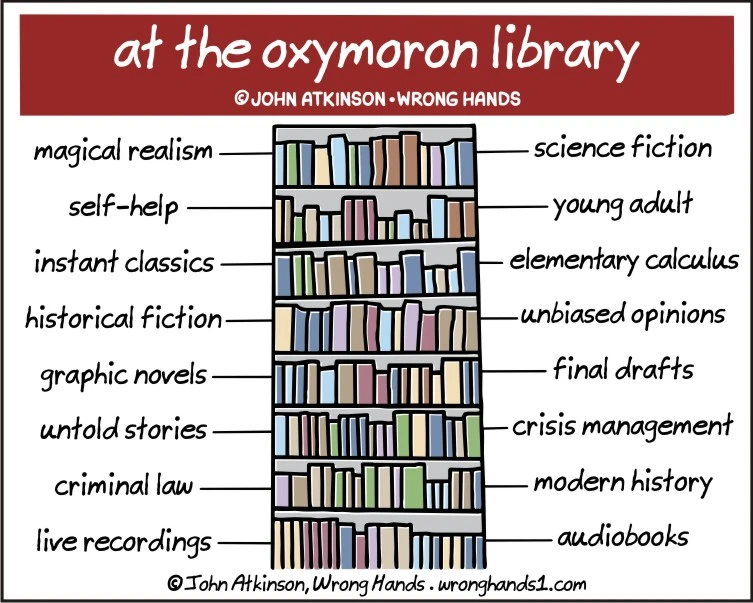 at the oxymoron library
©JOHN ATKINSON • WRONG HANDS
magical realism
science fiction
self-help
young adult
instant classics
elementary calculus
historical fiction
unbiased opinions
graphic novels
final drafts
untold stories
crisis management
criminal law
modern history
live recordings
audiobooks
© John Atkinson, Wrong Hands . wronghands1.com